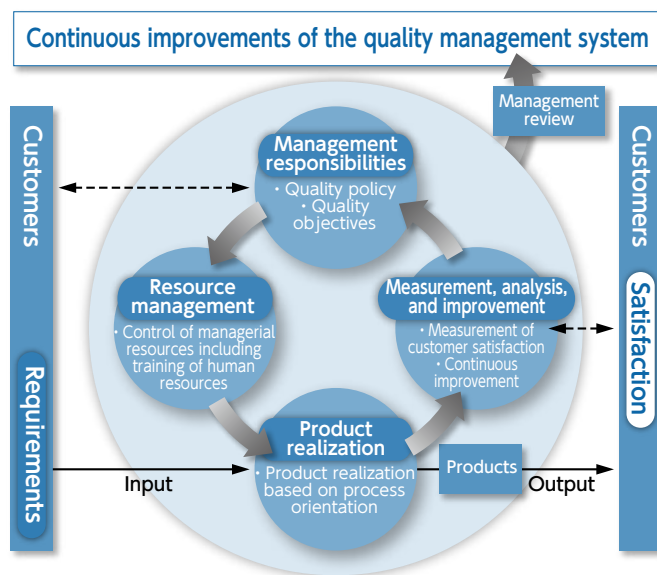 Continuous improvements of the quality management system
Management
review
Customers
Requirements
Customers
Satisfaction
Management
responsibilities
・Quality policy
・Quality
objectives
Resource
management
・Control of managerial
resources including
training of human
resources
Measurement, analysis,
and improvement
・Measurement of
customer satisfaction
・Continuous
improvement
Product
realization
・Product realization
based on process
orientation
Input
Products
Output